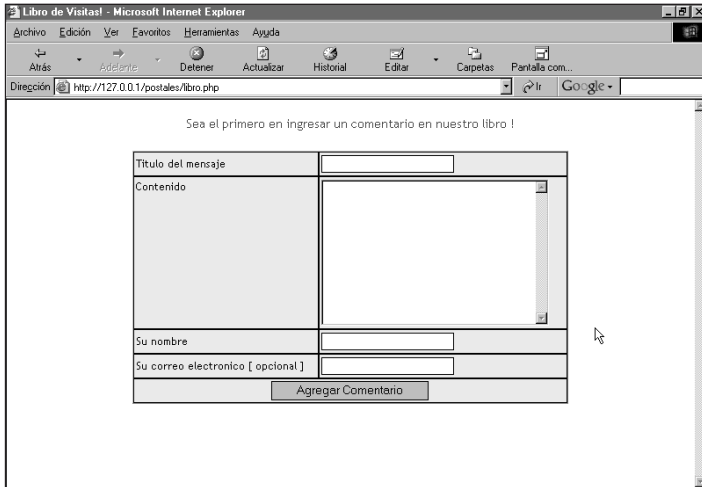 Libro de Visitas! - Microsoft Internet Explorer
Archivo Edición Ver Favoritos Herramientas Ayuda
Atrás Adelante Detener Actualizar Historial Editar Carpetas Pantalla com...
Dirección http://127.0.0.1/postales/libro.php Ir Google
Sea el primero en ingresar un comentario en nuestro libro !
Titulo del mensaje
Contenido
Su nombre
Su correo electronico [ opcional ]
Agregar Comentario